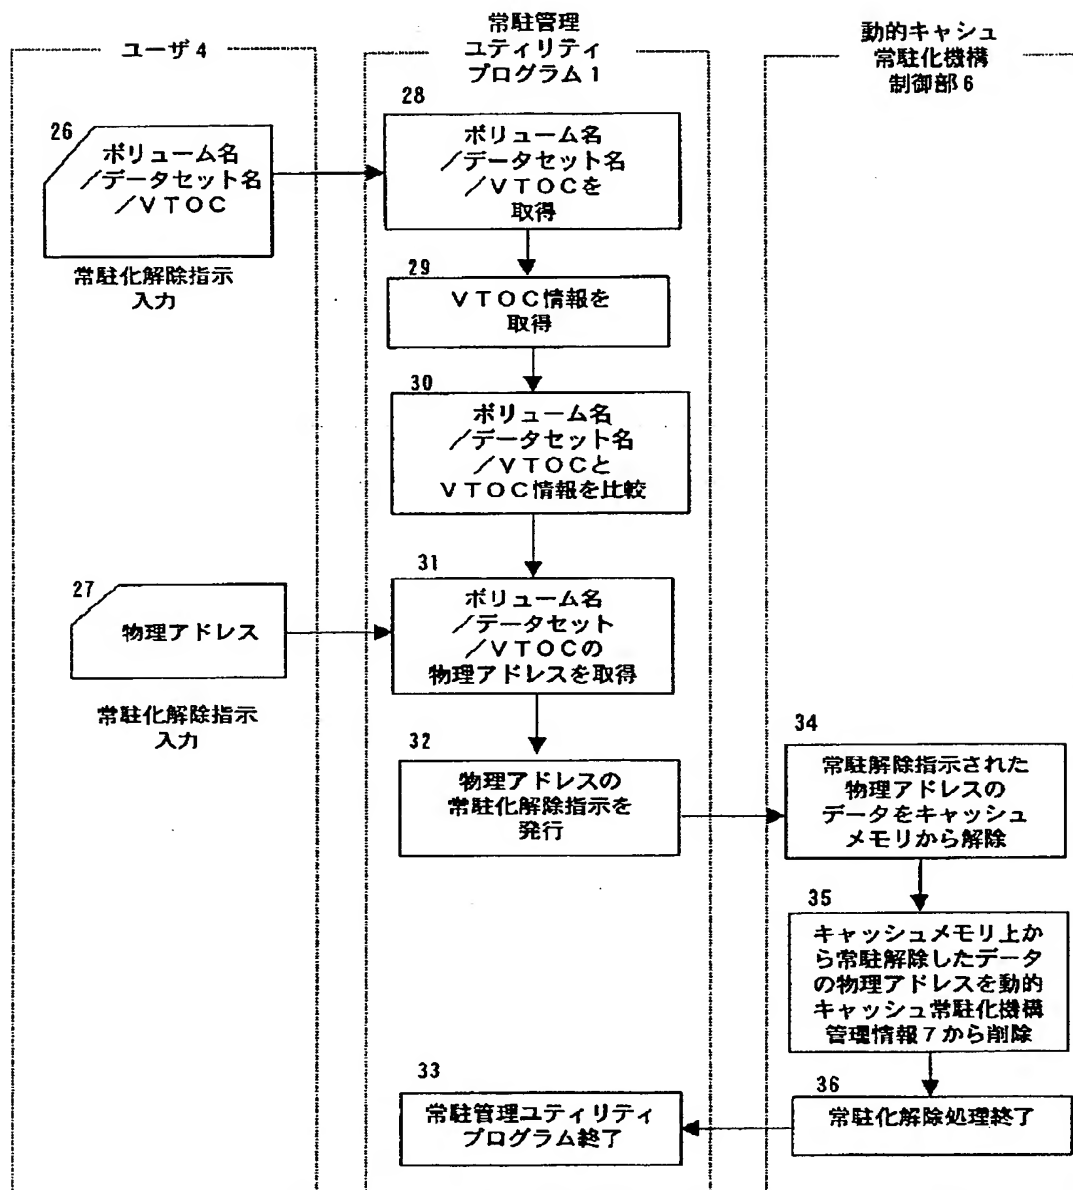 ユーザ4
常駐管理
ユティリティ
プログラム1
動的キャシュ
常駐化機構
制御部6
26
ボリューム名
/データセット名
/VTOC
常駐化解除指示
入力
28
ボリューム名
/データセット名
/VTOCを
取得
29
VTOC情報を
取得
30
ボリューム名
/データセット名
/VTOCと
VTOC情報を比較
27
物理アドレス
常駐化解除指示
入力
31
ボリューム名
/データセット
/VTOCの
物理アドレスを取得
32
物理アドレスの
常駐化解除指示を
発行
34
常駐解除指示された
物理アドレスの
データをキャッシュ
メモリから解除
35
キャッシュメモリ上か
ら常駐解除したデータ
の物理アドレスを動的
キャッシュ常駐化機構
管理情報7から削除
36
常駐化解除処理終了
33
常駐管理ユティリティ
プログラム終了